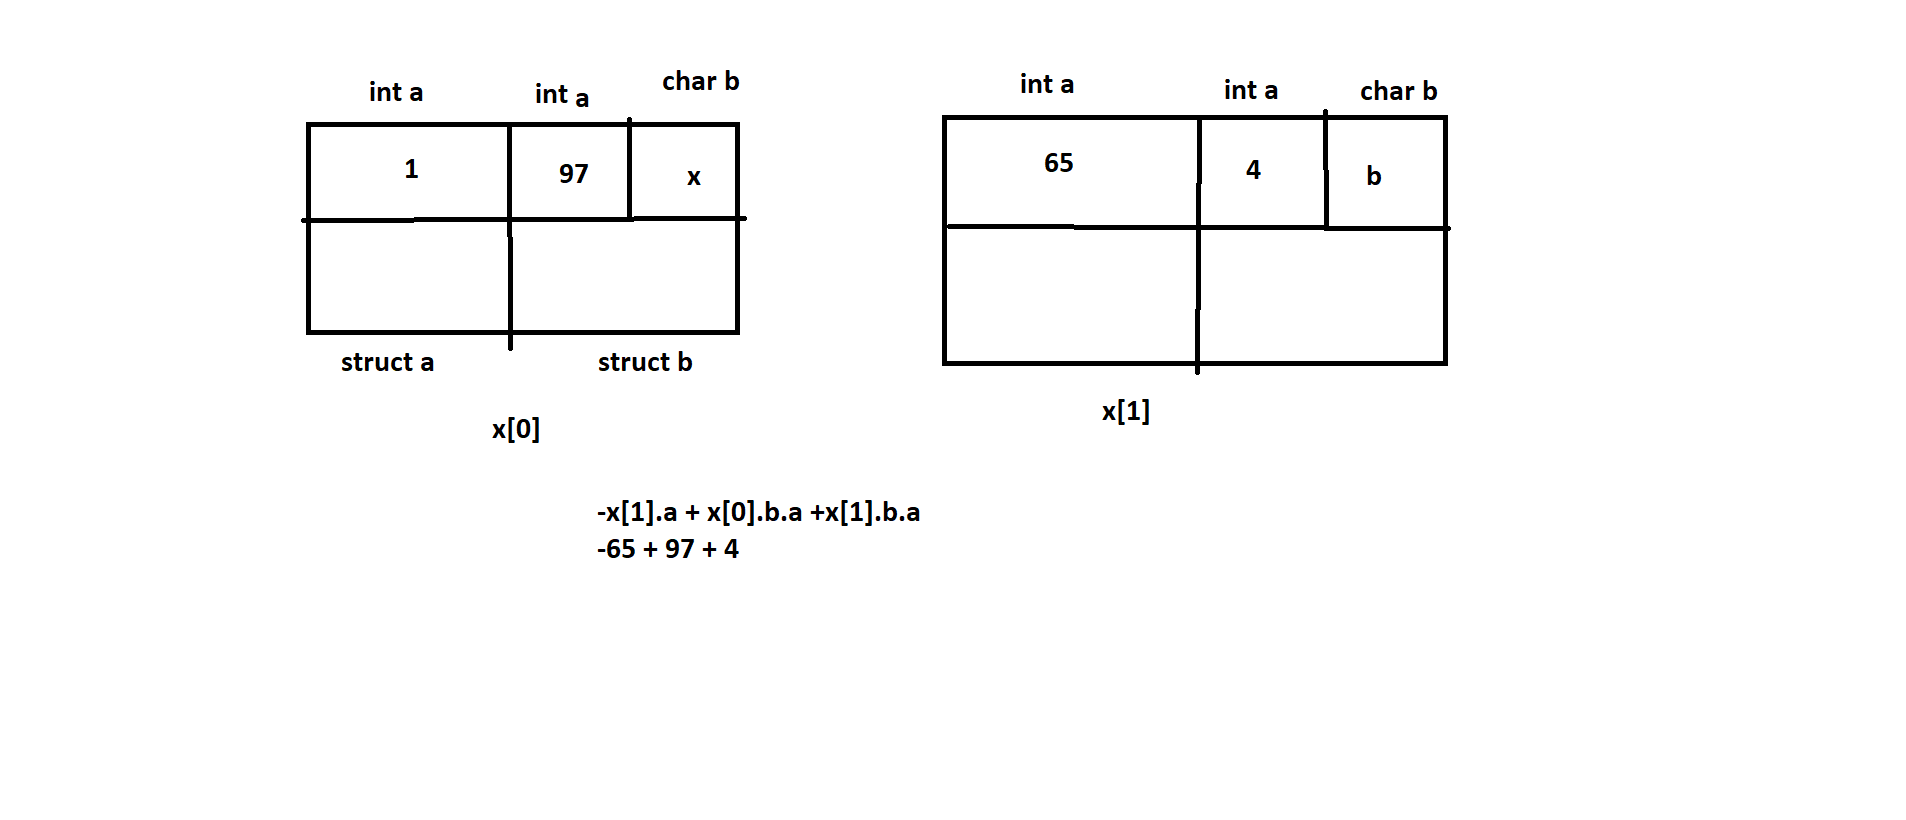 int a int a char b
1 97 x
struct a struct b
x[0]
int a int a char b
65 4 b
x[1]
-x[1].a + x[0].b.a +x[1].b.a
-65 + 97 + 4